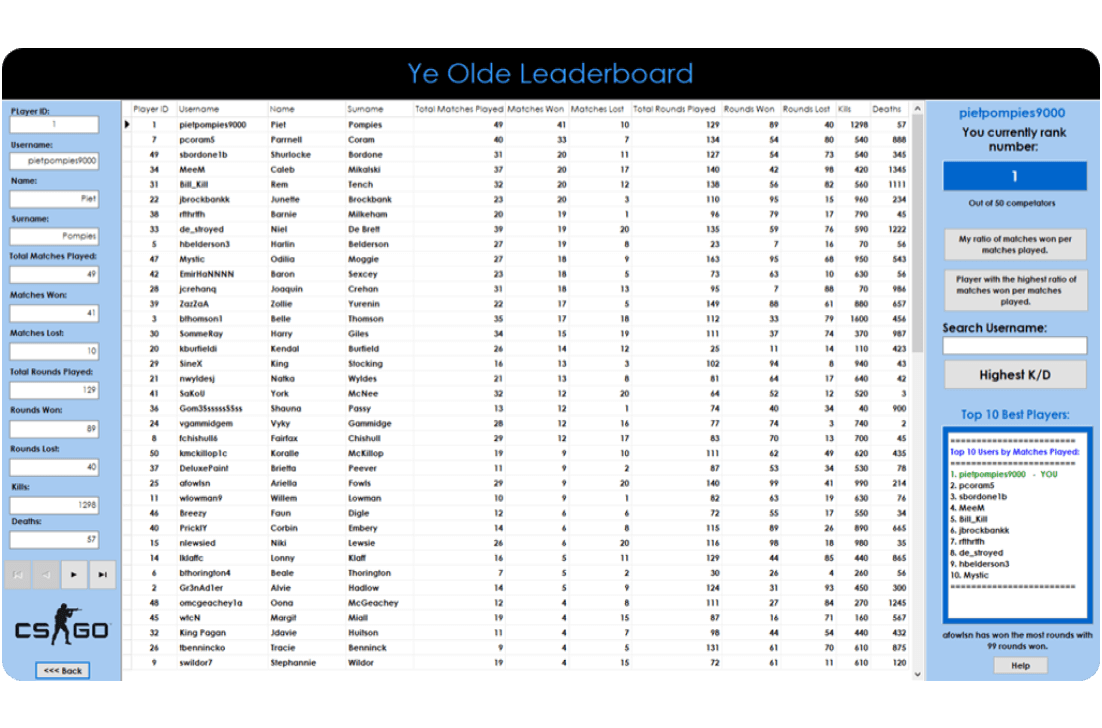 Ye Olde Leaderboard
PLayer ID:
1
Username:
pietpompies9000
Name:
Piet
Surname:
Pompies
Total Matches Played:
49
Matches Won:
41
Matches Lost:
10
Total Rounds Played:
129
Rounds Won:
89
Rounds Lost:
40
Kills:
1298
Deaths:
57
CS GO
<<< Back
Player ID Username Name Surname Total Matches Played Matches Won Matches Lost Total Rounds Played Rounds Won Rounds Lost Kills Deaths
1 pietpompies9000 Piet Pompies 49 41 10 129 89 40 1298 57
7 pcoram5 Parrnell Coram 40 33 7 134 54 80 540 888
49 sbordone1b Shurlocke Bordone 31 20 11 127 54 73 540 345
34 MeeM Caleb Mikalski 37 20 17 140 42 98 420 1345
31 Bill_Kill Rem Tench 32 20 12 138 56 82 560 1111
22 jbrockbankk Junette Brockbank 23 20 3 110 95 15 960 234
38 rfthrfth Barnie Milkeham 20 19 1 96 79 17 790 45
33 de_stroyed Niel De Brett 39 19 20 135 59 76 590 1222
5 hbelderson3 Harlin Belderson 27 19 8 23 7 16 70 56
47 Mystic Odilia Moggie 27 18 9 163 95 68 950 543
42 EmirHaNNNN Baron Sexcey 23 18 5 73 63 10 630 56
28 jcrehanq Joaquin Crehan 31 18 13 95 7 88 70 986
39 ZazZaA Zollie Yurenin 22 17 5 149 88 61 880 657
3 bthomson1 Belle Thomson 35 17 18 112 33 79 1600 456
30 SommeRay Harry Giles 34 15 19 111 37 74 370 987
20 kburfieldi Kendal Burfield 26 14 12 25 11 14 110 423
29 SineX King Stocking 16 13 3 102 94 8 940 43
21 nwyldesj Natka Wyldes 21 13 8 81 64 17 640 42
41 SaKoU York McNee 32 12 20 64 52 12 520 3
36 Gom3SsssssSSss Shauna Passy 13 12 1 74 40 34 40 900
24 vgammidgem Vyky Gammidge 28 12 16 77 74 3 740 2
8 fchishull6 Fairfax Chishull 29 12 17 83 70 13 700 45
50 kmckillop1c Koralie McKillop 19 9 10 111 62 49 620 435
37 DeluxePaint Brietta Peever 11 9 2 87 53 34 530 78
25 afowlsn Ariella Fowls 29 9 20 140 99 41 990 214
11 wlowman9 Willem Lowman 10 9 1 82 63 19 630 76
46 Breezy Faun Digle 12 6 6 72 55 17 550 34
40 PricklY Corbin Embery 14 6 8 115 89 26 890 665
15 nlewsied Niki Lewsie 26 6 20 116 98 18 980 35
14 lklaffc Lonny Klaff 16 5 11 129 44 85 440 865
6 bthorington4 Beale Thorington 7 5 2 30 26 4 260 56
2 Gr3nAd1er Alvie Hadlow 14 5 9 124 31 93 450 300
48 omcgeachey1a Oona McGeachey 12 4 8 111 27 84 270 1245
45 wtcN Margit Miall 19 4 15 87 16 71 160 567
32 King Pagan Jdavie Huitson 11 4 7 98 44 54 440 432
26 tbennincko Tracie Benninck 9 4 5 131 61 70 610 875
9 swildor7 Stephannie Wildor 19 4 15 72 61 11 610 120
pietpompies9000
You currently rank
number:
1
Out of 50 competators
My ratio of matches won per
matches played.
Player with the highest ratio of
matches won per matches
played.
Search Username:
Highest K/D
Top 10 Best Players:
=========================
Top 10 Users by Matches Played:
=========================
1. pietpompies9000 - YOU
2. pcoram5
3. sbordone1b
4. MeeM
5. Bill_Kill
6. jbrockbankk
7. rfthrfth
8. de_stroyed
9. hbelderson3
10. Mystic
=========================
afowlsn has won the most rounds with
99 rounds won.
Help